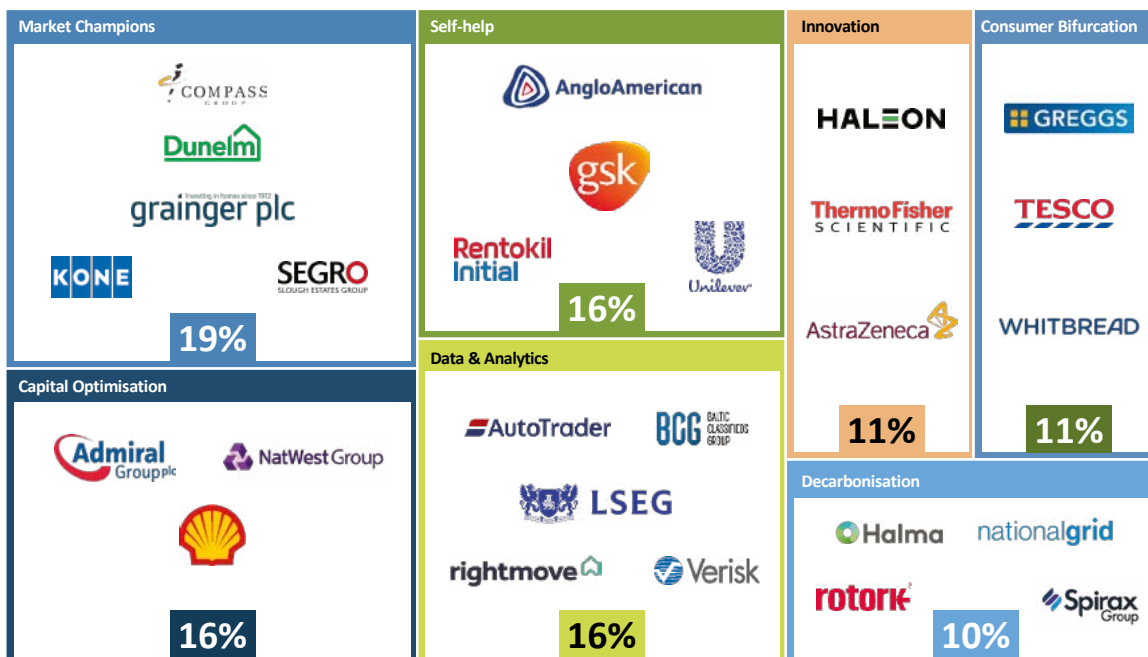 Market Champions
COMPASS
GROUP
Dunelm
Investing in homes since 1912
grainger plc
KONE
SEGRO
SLOUGH ESTATES GROUP
19%
Self-help
AngloAmerican
gsk
Rentokil
Initial
Unilever
16%
Innovation
HALEON
ThermoFisher
SCIENTIFIC
AstraZeneca
11%
Consumer Bifurcation
GREGGS
TESCO
WHITBREAD
11%
Capital Optimisation
Admiral
Group plc
NatWest Group
16%
Data & Analytics
AutoTrader
BCG BALTIC
CLASSIFIEDS
GROUP
LSEG
rightmove
Verisk
16%
Decarbonisation
Halma
nationalgrid
rotork
Spirax
Group
10%